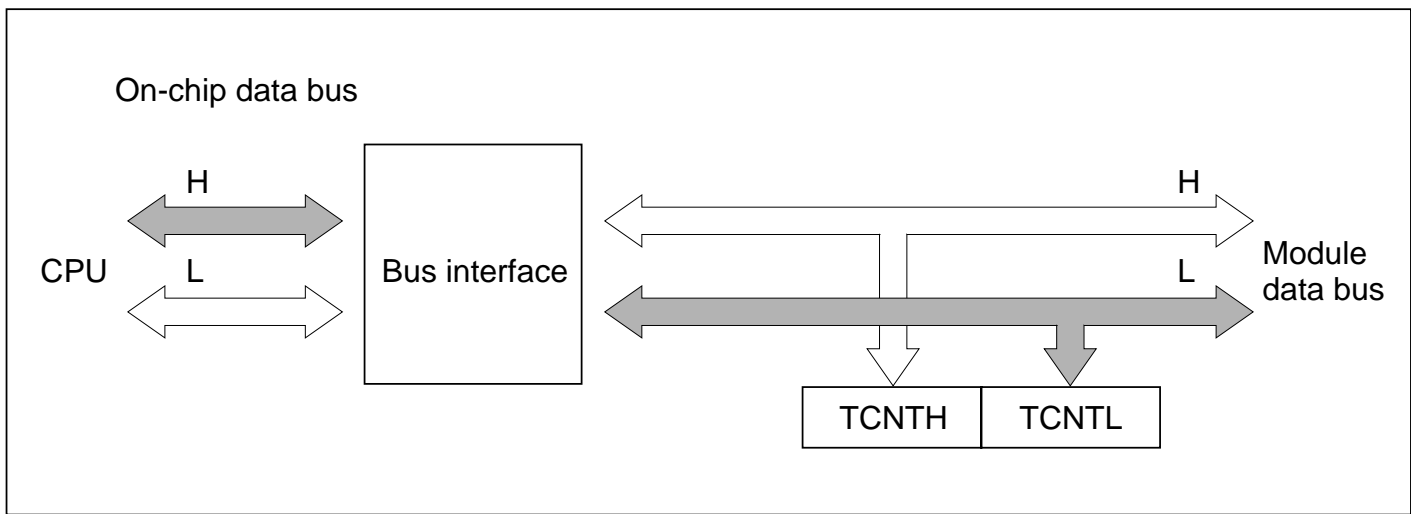 On-chip data bus
H
H
CPU
L
Bus interface
L
Module
data bus
TCNTH
TCNTL